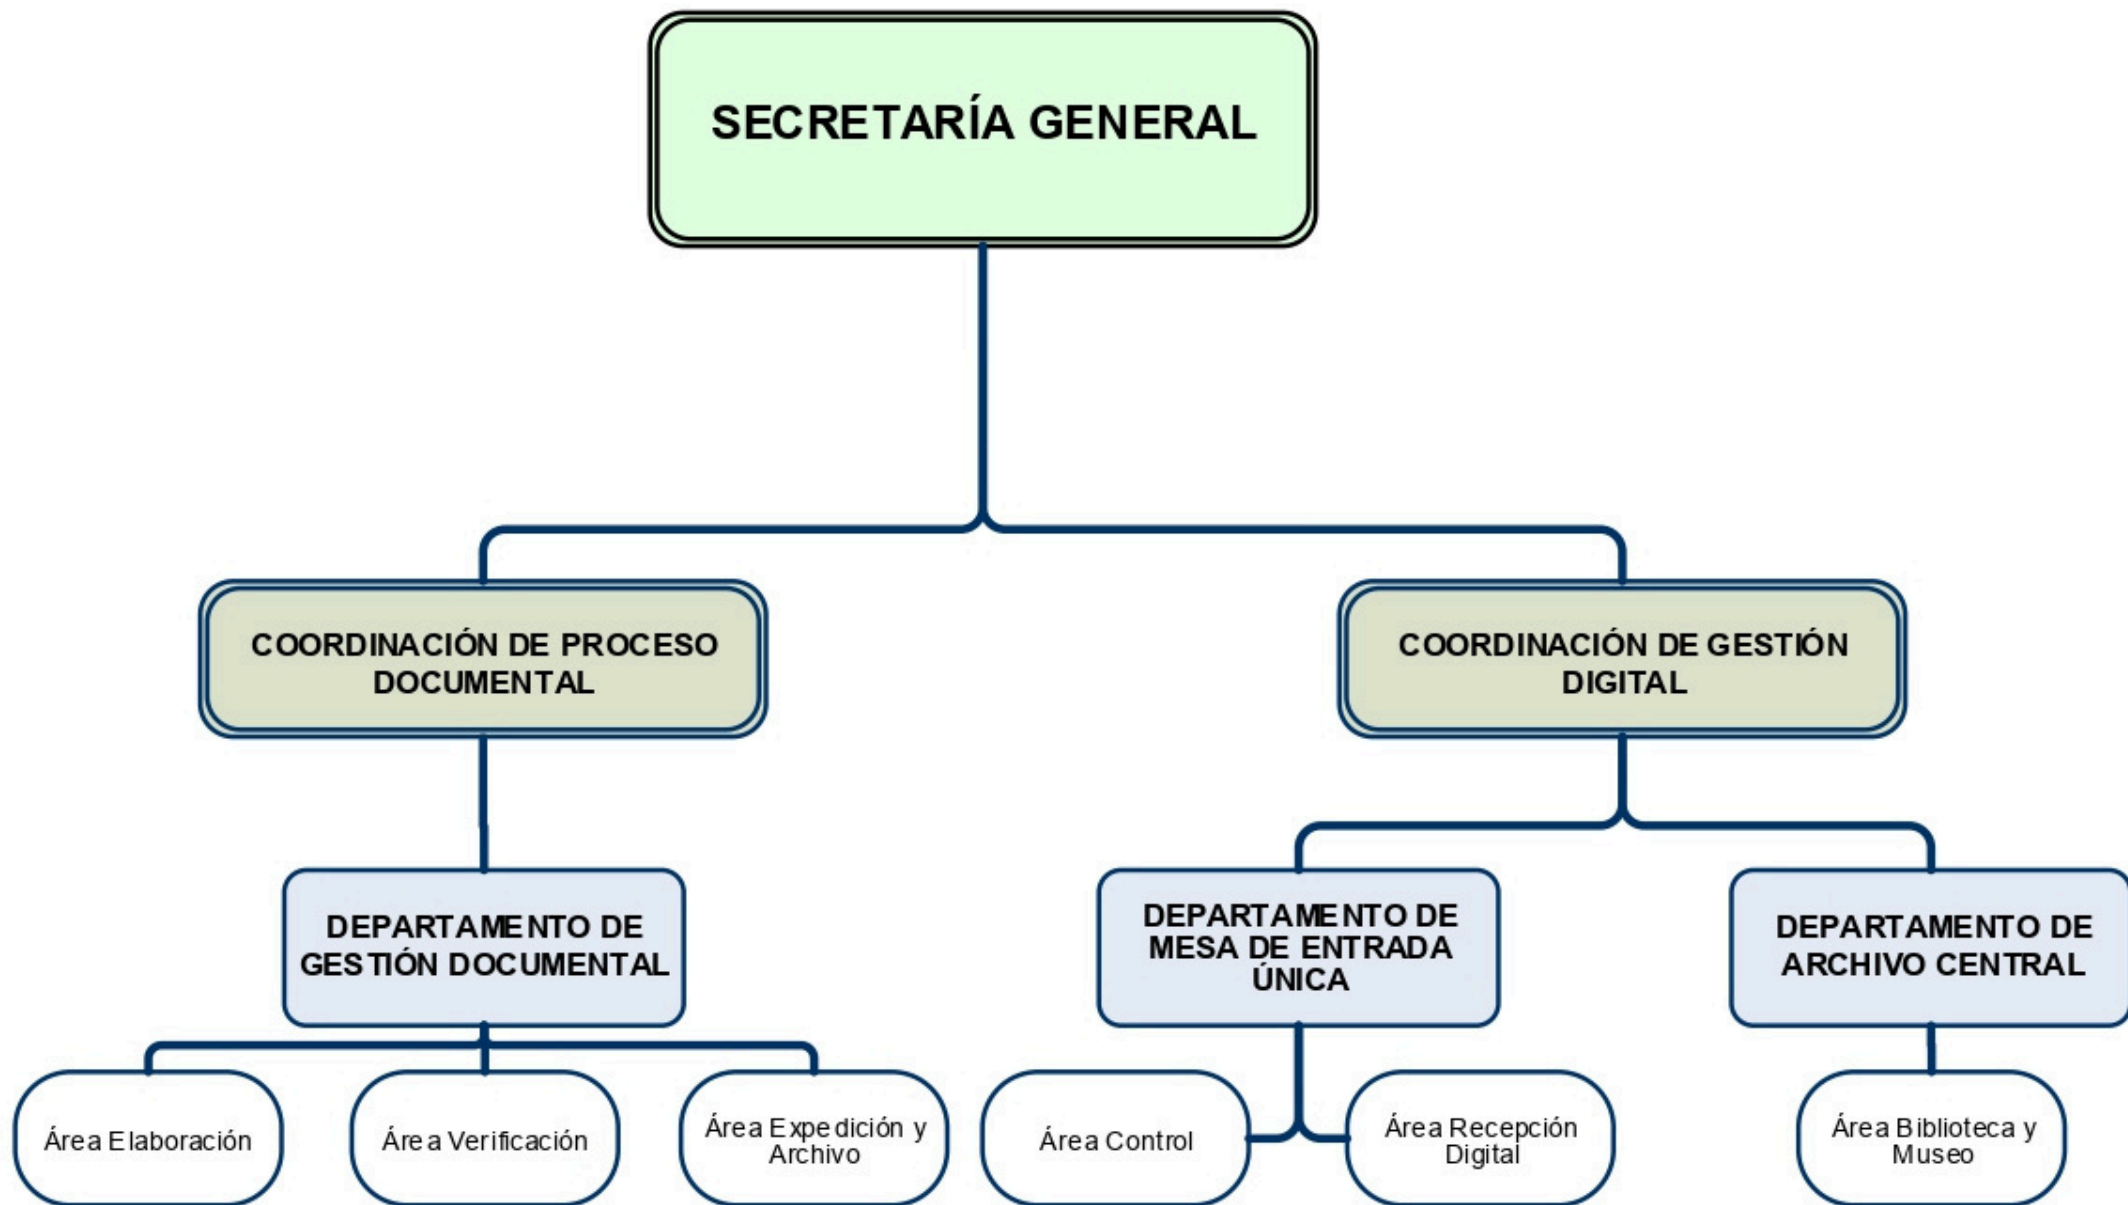 SECRETARÍA GENERAL
COORDINACIÓN DE PROCESO
DOCUMENTAL
COORDINACIÓN DE GESTIÓN
DIGITAL
DEPARTAMENTO DE
GESTIÓN DOCUMENTAL
DEPARTAMENTO DE
MESA DE ENTRADA
ÚNICA
DEPARTAMENTO DE
ARCHIVO CENTRAL
Área Elaboración
Área Verificación
Área Expedición y
Archivo
Área Control
Área Recepción
Digital
Área Biblioteca y
Museo